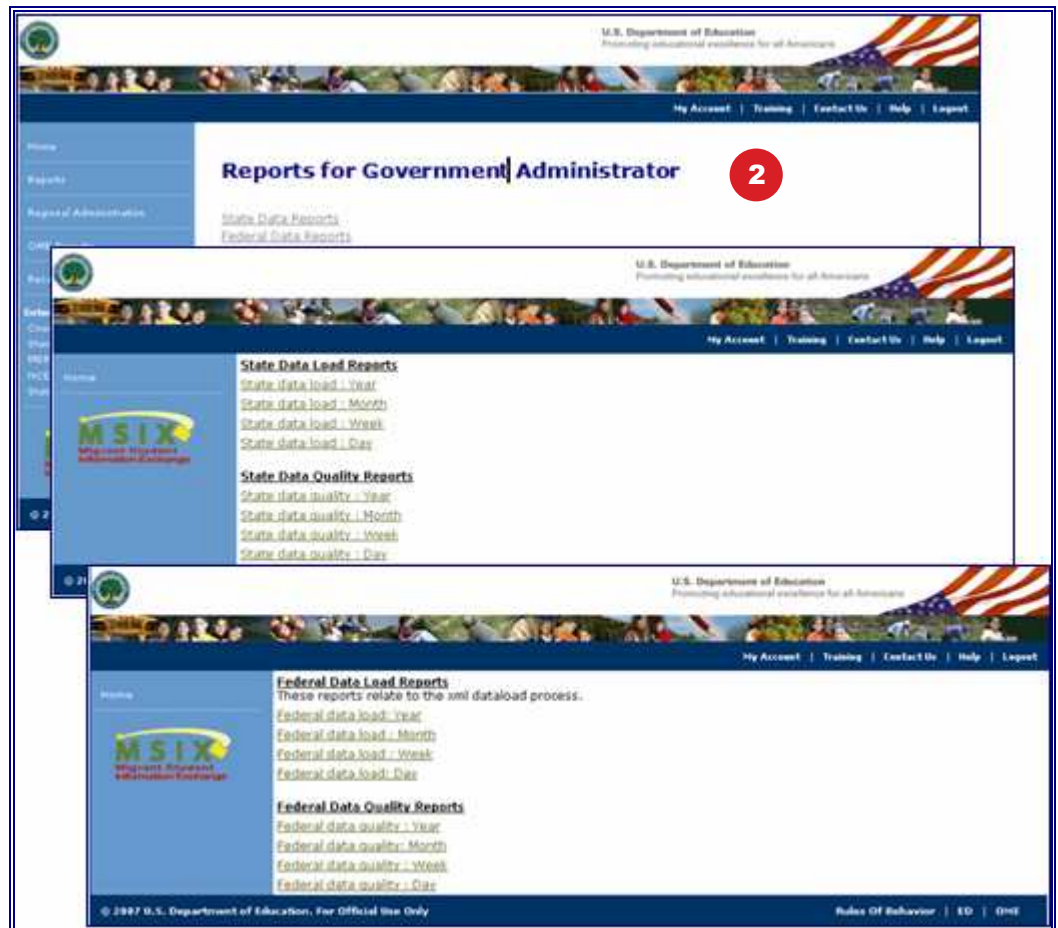 U.S. Department of Education
Promoting educational excellence for all Americans
My Account | Training | Contact Us | Help | Logout
Home
Reports
Regional Administration
Reports for Government Administrator
2
State Data Reports
Federal Data Reports
U.S. Department of Education
Promoting educational excellence for all Americans
My Account | Training | Contact Us | Help | Logout
Home
MSIX
Migrant Student
Information Exchange
State Data Load Reports
State data load : Year
State data load : Month
State data load : Week
State data load : Day
State Data Quality Reports
State data quality : Year
State data quality : Month
State data quality : Week
State data quality : Day
U.S. Department of Education
Promoting educational excellence for all Americans
My Account | Training | Contact Us | Help | Logout
Home
MSIX
Migrant Student
Information Exchange
Federal Data Load Reports
These reports relate to the xml dataload process.
Federal data load: Year
Federal data load : Month
Federal data load : Week
Federal data load: Day
Federal Data Quality Reports
Federal data quality : Year
Federal data quality: Month
Federal data quality : Week
Federal data quality : Day
© 2007 U.S. Department of Education. For Official Use Only
Rules Of Behavior | ED | OME